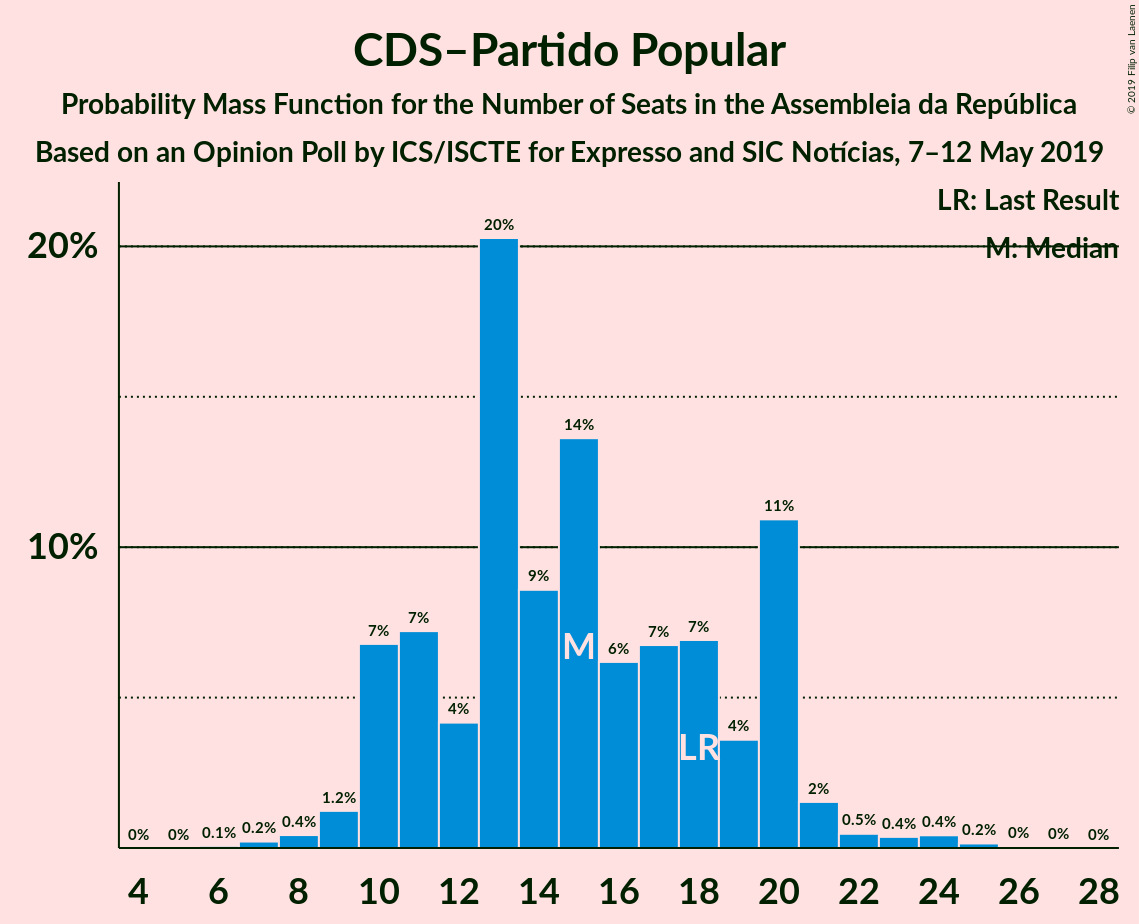 CDS–Partido Popular
Probability Mass Function for the Number of Seats in the Assembleia da República
Based on an Opinion Poll by ICS/ISCTE for Expresso and SIC Notícias, 7–12 May 2019
© 2019 Filip van Laenen
LR: Last Result
M: Median
20%
10%
0% 0% 0.1% 0.2% 0.4% 1.2% 7% 7% 4% 20% 9% 14% 6% 7% 7% 4% 11% 2% 0.5% 0.4% 0.4% 0.2% 0% 0% 0%
M
LR
4 6 8 10 12 14 16 18 20 22 24 26 28